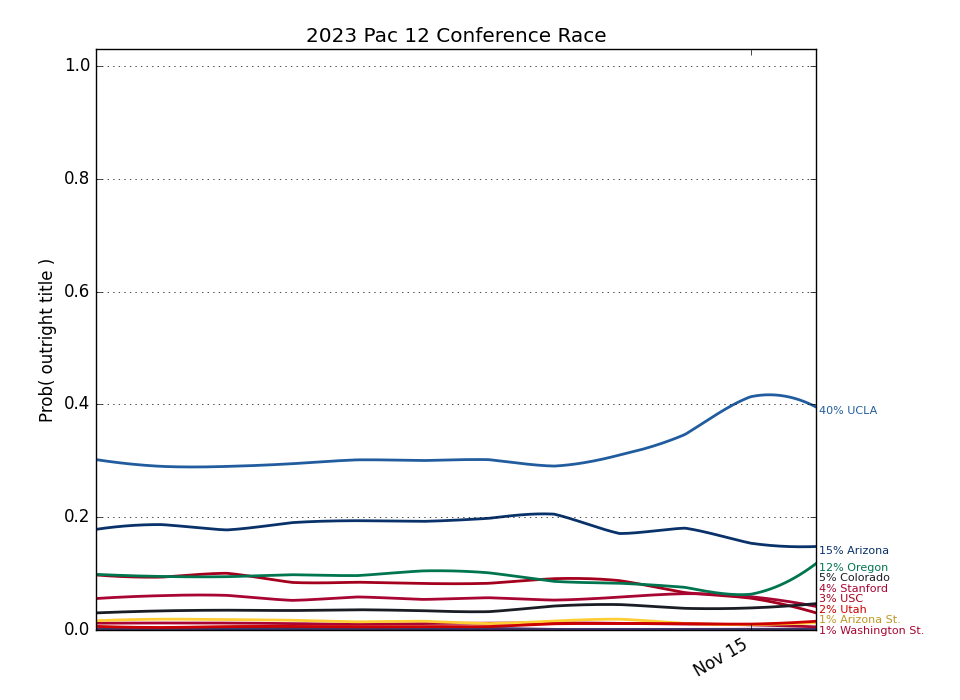 2023 Pac 12 Conference Race
Prob( outright title )
1.0
0.8
0.6
0.4
0.2
0.0
40% UCLA
15% Arizona
12% Oregon
5% Colorado
4% Stanford
3% USC
2% Utah
1% Arizona St.
1% Washington St.
Nov 15